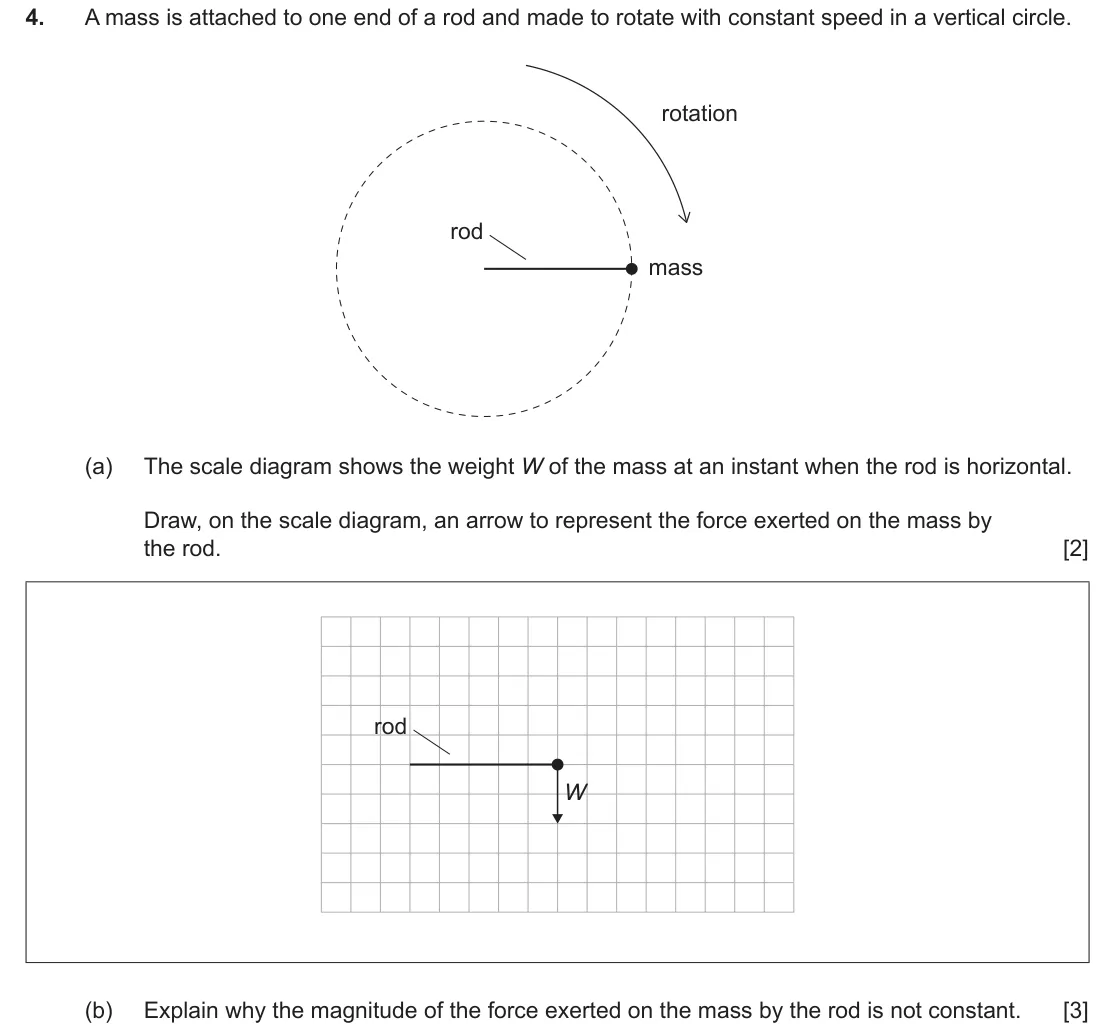 4. A mass is attached to one end of a rod and made to rotate with constant speed in a vertical circle.
rotation
rod
mass
(a) The scale diagram shows the weight W of the mass at an instant when the rod is horizontal.
Draw, on the scale diagram, an arrow to represent the force exerted on the mass by
the rod. [2]
rod
W
(b) Explain why the magnitude of the force exerted on the mass by the rod is not constant. [3]